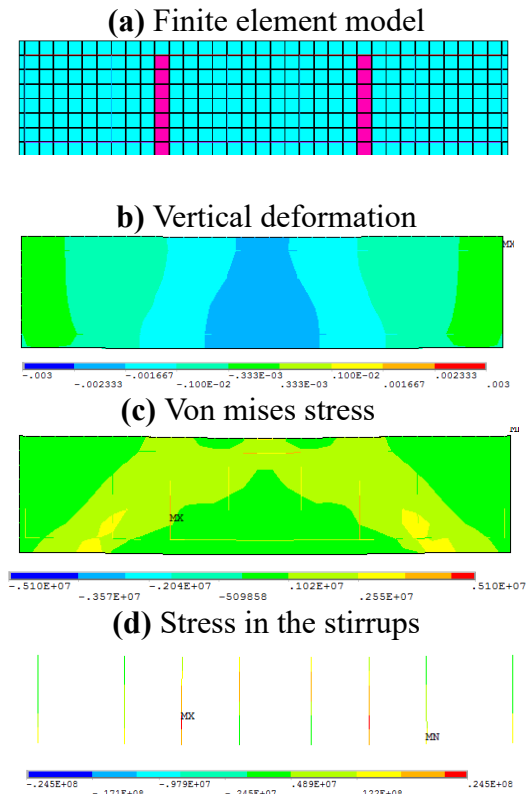 (a) Finite element model
b) Vertical deformation
MX
-.003 -.001667 -.333E-03 .100E-02 .002333
-.002333 -.100E-02 .333E-03 .001667 .003
(c) Von mises stress
MX
-.510E+07 -.204E+07 .102E+07 .510E+07
-.357E+07 -509858 .255E+07
(d) Stress in the stirrups
MX
MN
-.245E+08 -.979E+07 .489E+07 .245E+08